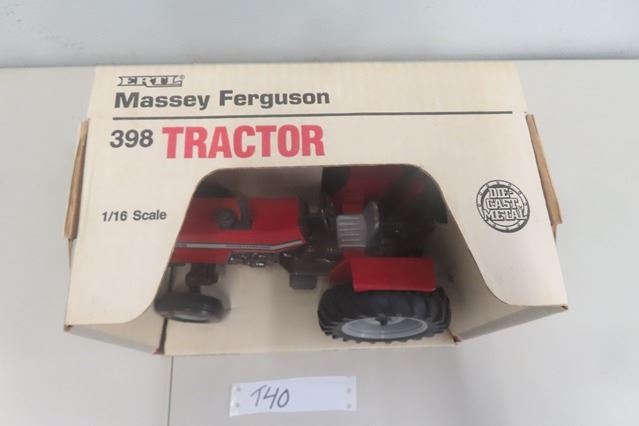 ERTL
Massey Ferguson
398 TRACTOR
1/16 Scale
DIE-
CAST
METAL
T40